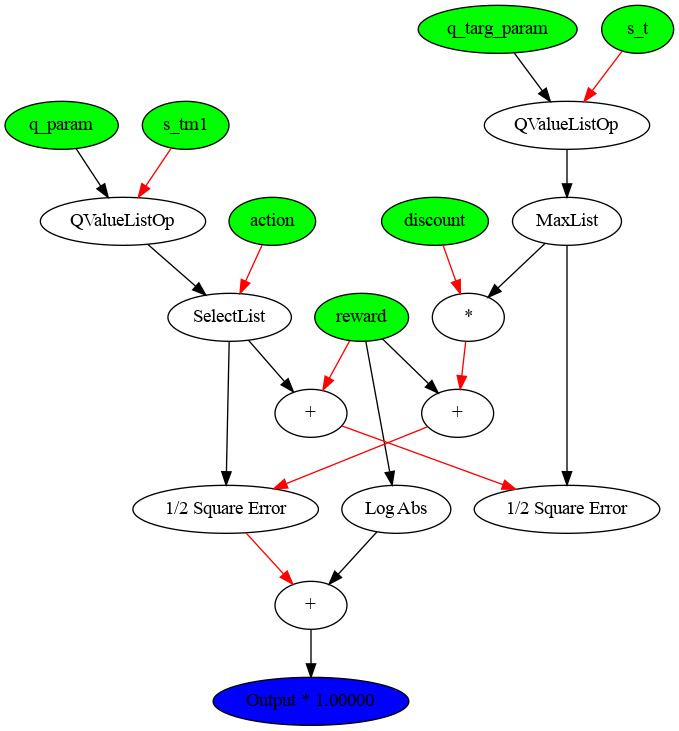 q_targ_param
s_t
q_param
s_tm1
QValueListOp
QValueListOp
action
discount
MaxList
SelectList
reward
*
+
+
1/2 Square Error
Log Abs
1/2 Square Error
+
Output * 1.00000